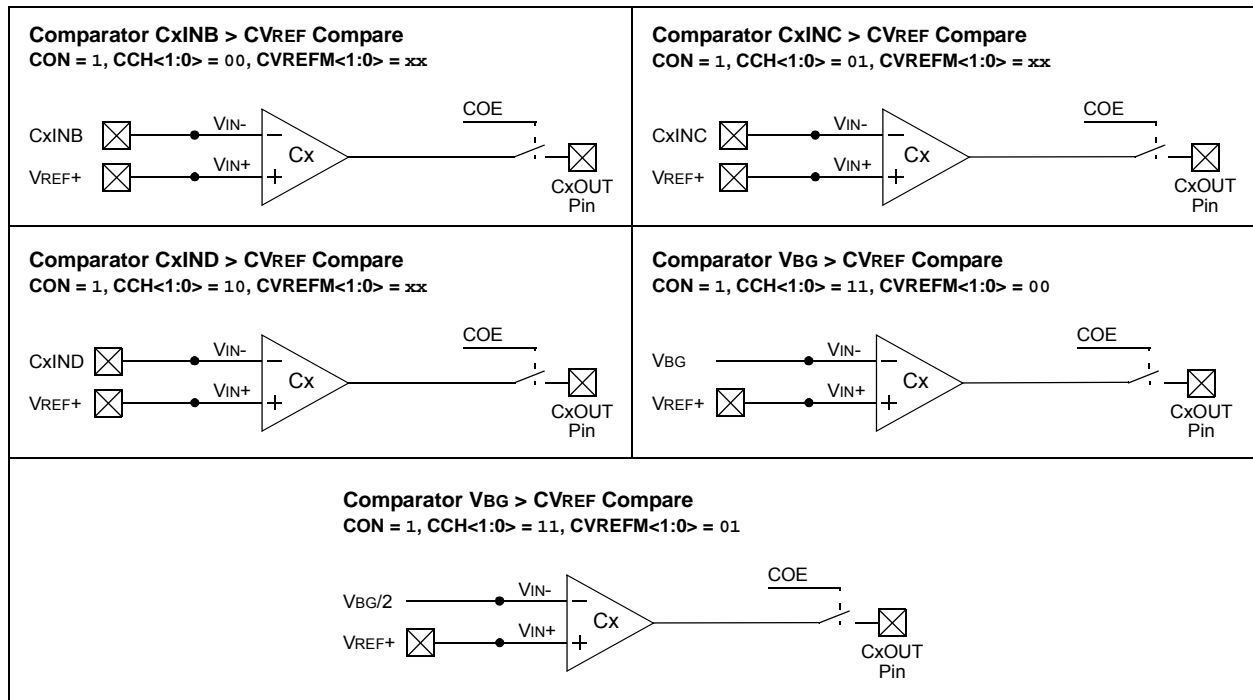 Comparator CxINB > CVREF Compare
CON = 1, CCH<1:0> = 00, CVREFM<1:0> = xx
COE
CxINB
VIN-
Cx
VREF+
VIN+
CxOUT
Pin
Comparator CxINC > CVREF Compare
CON = 1, CCH<1:0> = 01, CVREFM<1:0> = xx
COE
CxINC
VIN-
Cx
VREF+
VIN+
CxOUT
Pin
Comparator CxIND > CVREF Compare
CON = 1, CCH<1:0> = 10, CVREFM<1:0> = xx
COE
CxIND
VIN-
Cx
VREF+
VIN+
CxOUT
Pin
Comparator VBG > CVREF Compare
CON = 1, CCH<1:0> = 11, CVREFM<1:0> = 00
COE
VBG
VIN-
Cx
VREF+
VIN+
CxOUT
Pin
Comparator VBG > CVREF Compare
CON = 1, CCH<1:0> = 11, CVREFM<1:0> = 01
COE
VBG/2
VIN-
Cx
VREF+
VIN+
CxOUT
Pin